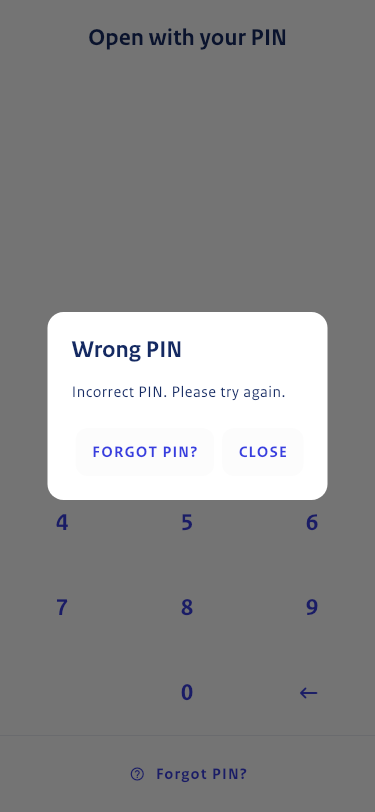 Open with your PIN
Wrong PIN
Incorrect PIN. Please try again.
FORGOT PIN? CLOSE
4 5 6
7 8 9
0 ←
Forgot PIN?